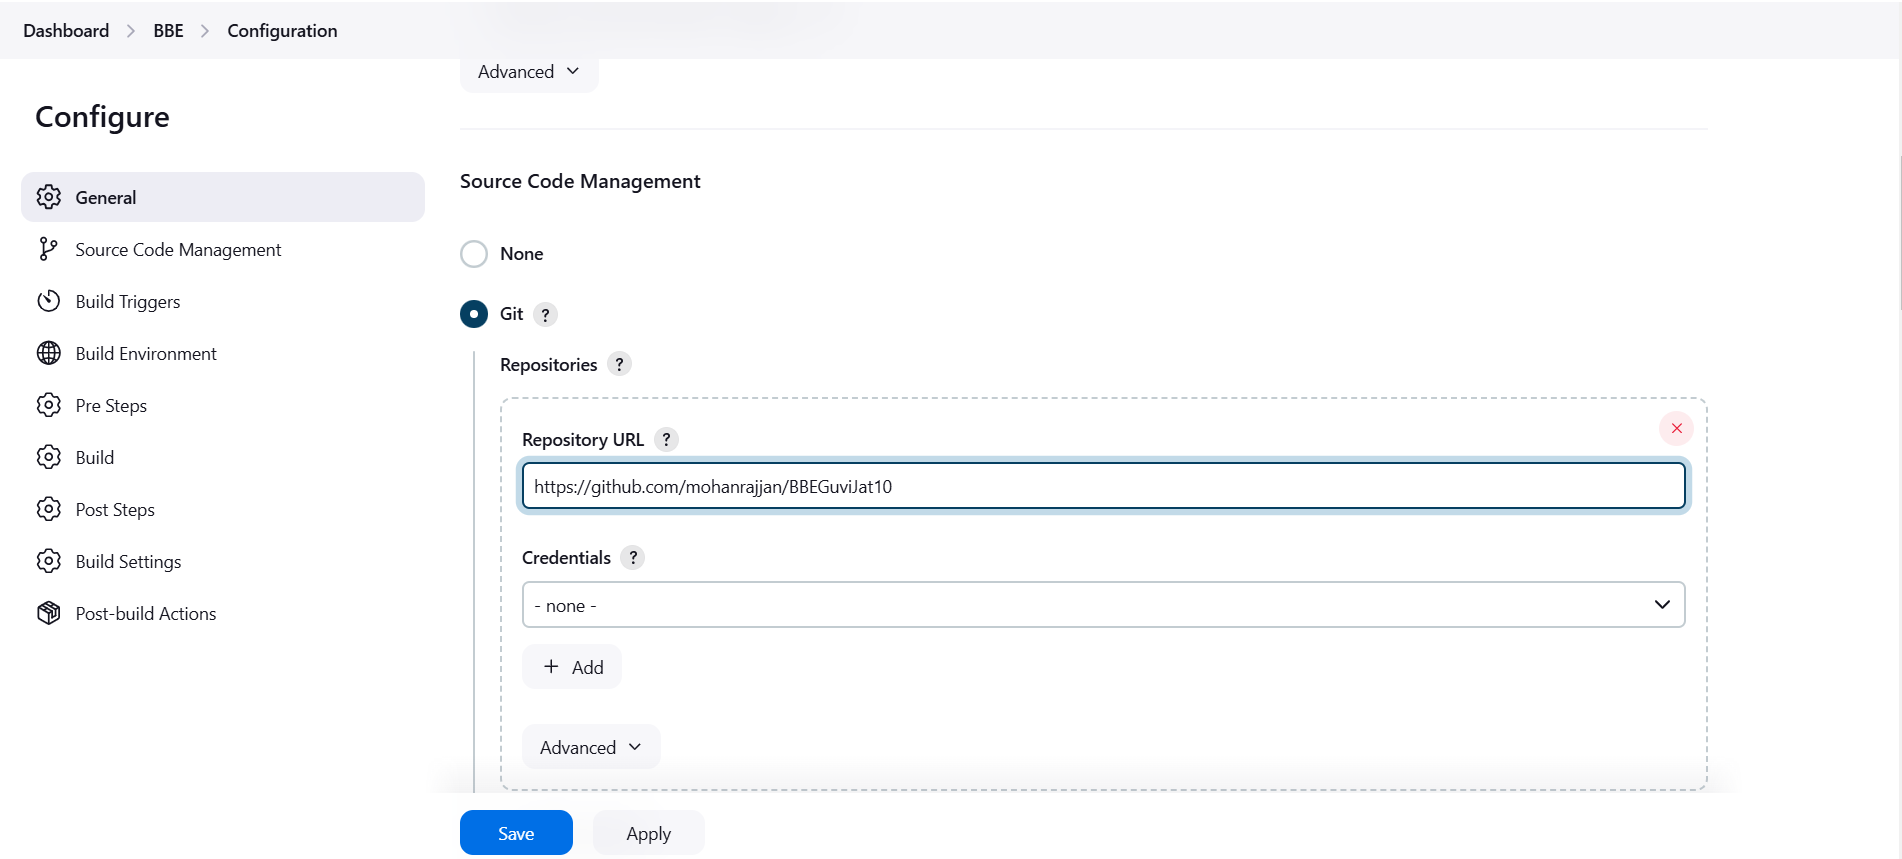 Dashboard > BBE > Configuration
Advanced
Configure
General
Source Code Management
Build Triggers
Build Environment
Pre Steps
Build
Post Steps
Build Settings
Post-build Actions
Source Code Management
None
Git ?
Repositories ?
Repository URL ?
https://github.com/mohanrajjan/BBEGuviJat10
Credentials ?
- none -
+ Add
Advanced
Save
Apply